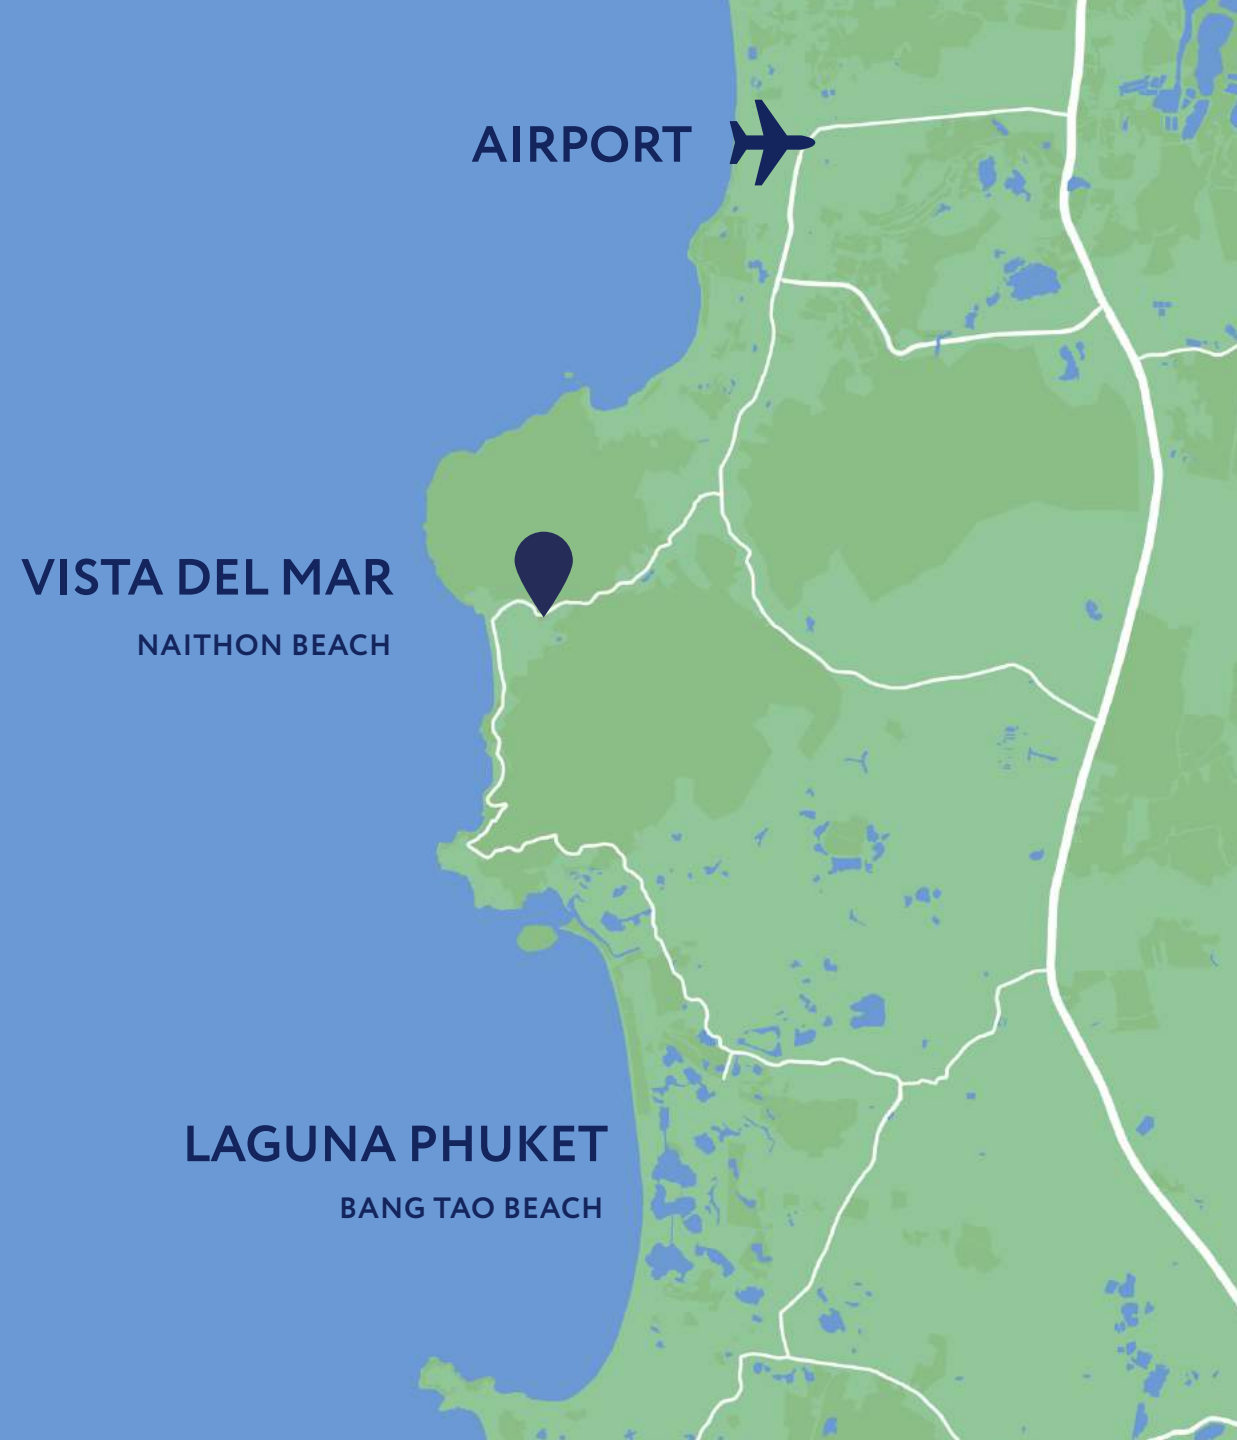 AIRPORT
VISTA DEL MAR
NAITHON BEACH
LAGUNA PHUKET
BANG TAO BEACH